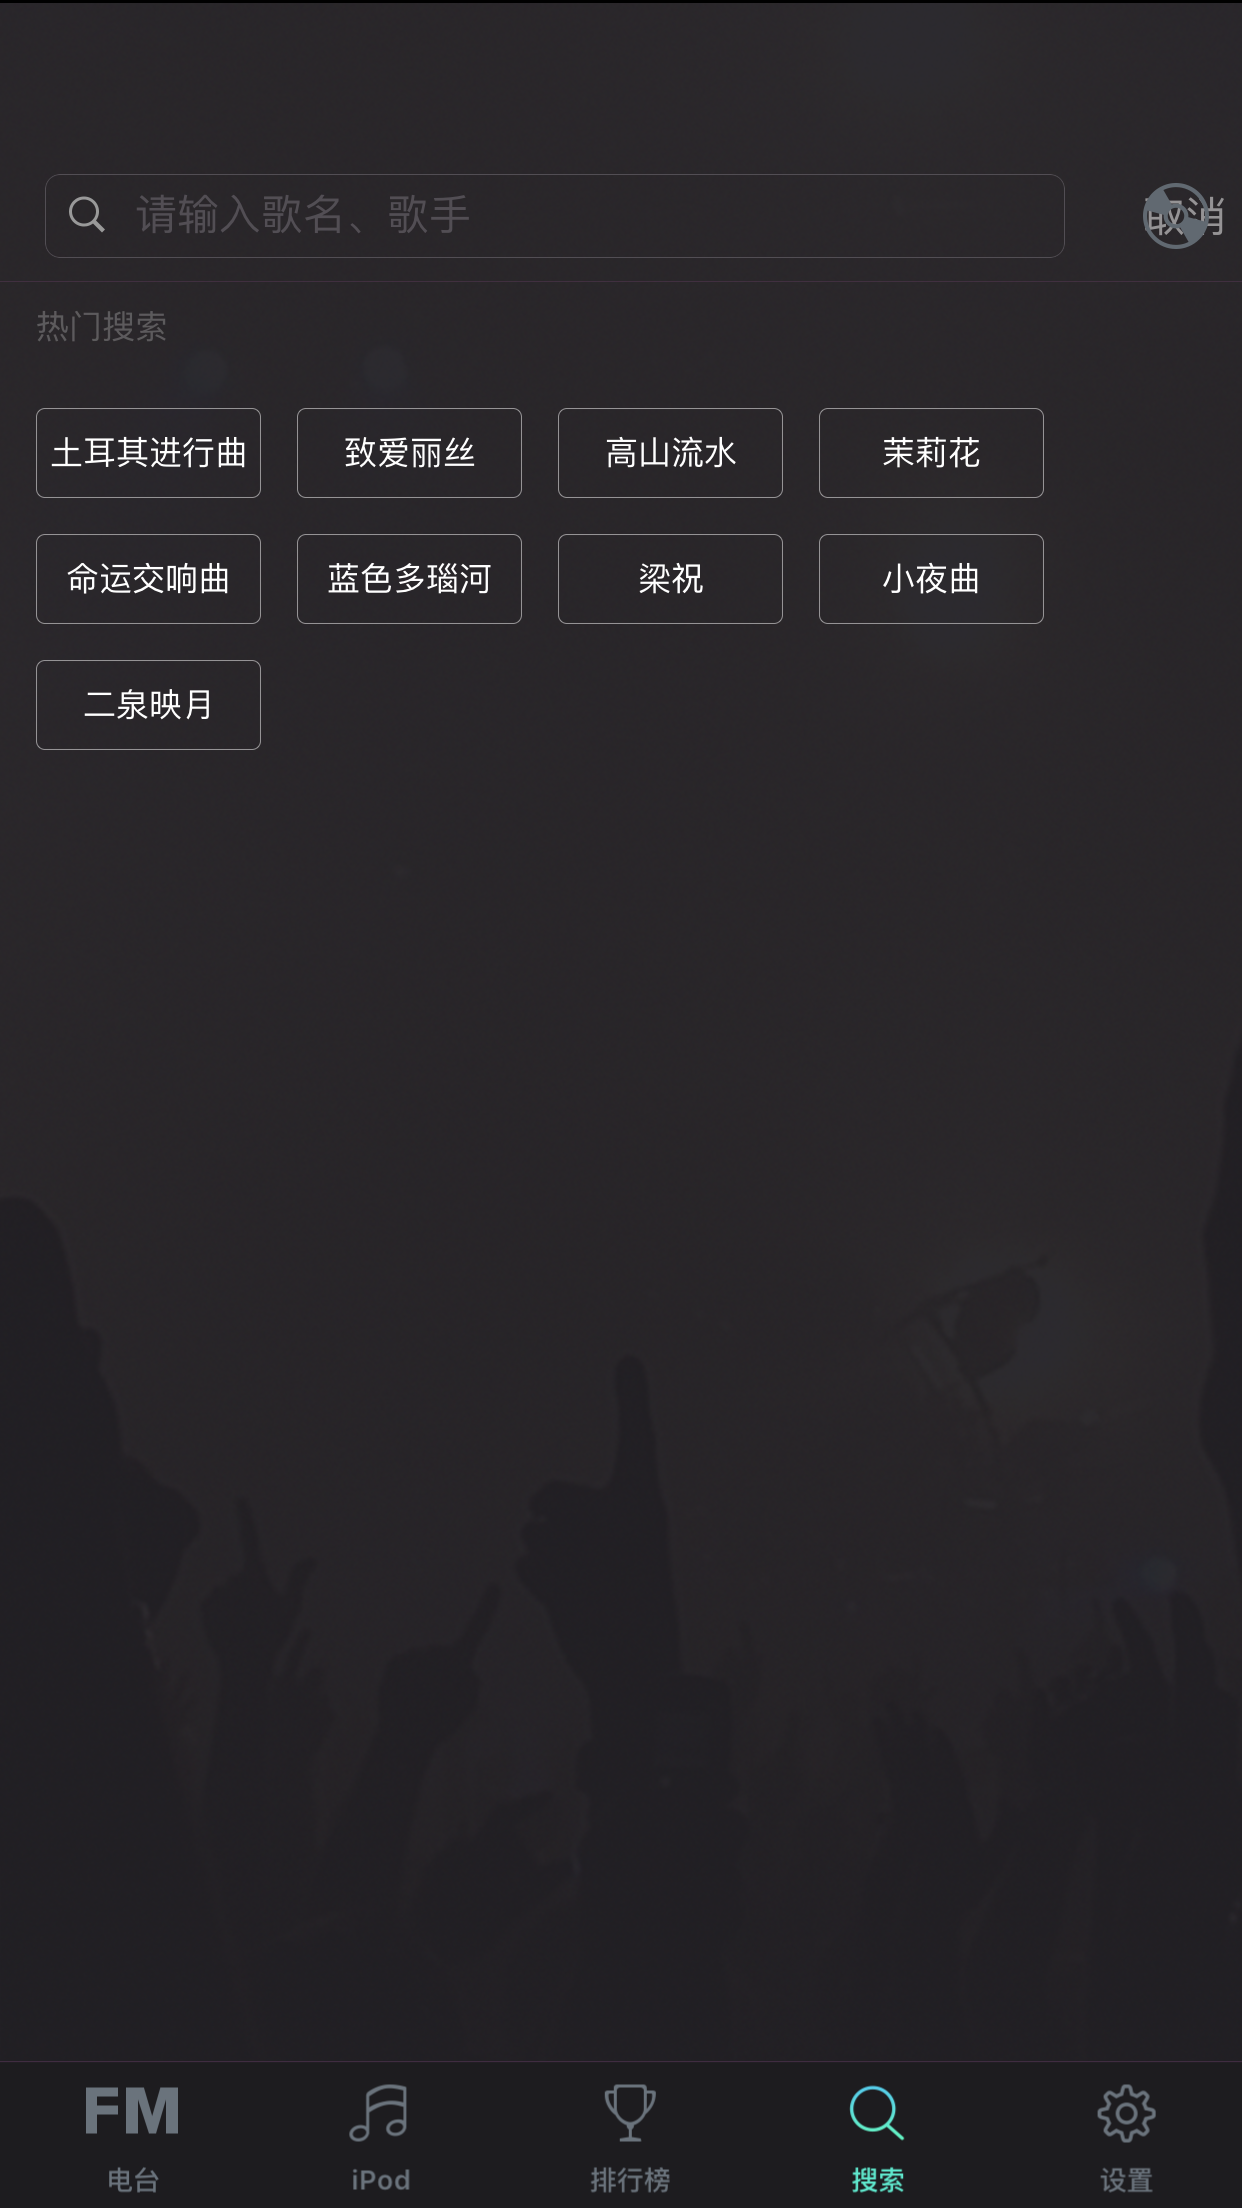 请输入歌名、歌手 取消
热门搜索
土耳其进行曲 致爱丽丝 高山流水 茉莉花
命运交响曲 蓝色多瑙河 梁祝 小夜曲
二泉映月
FM
电台 iPod 排行榜 搜索 设置